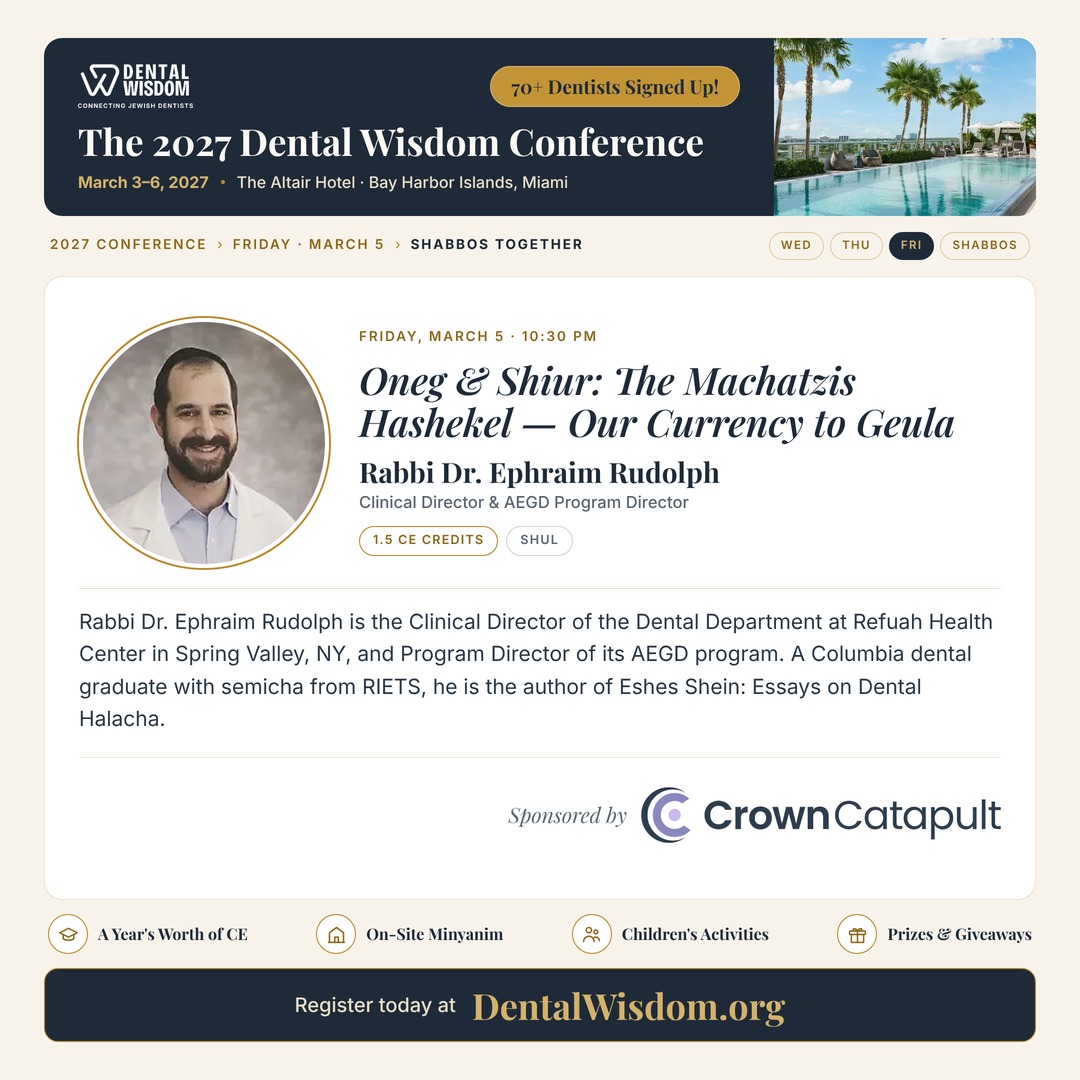 DENTAL
WISDOM
CONNECTING JEWISH DENTISTS
70+ Dentists Signed Up!
The 2027 Dental Wisdom Conference
March 3–6, 2027 • The Altair Hotel · Bay Harbor Islands, Miami
2027 CONFERENCE › FRIDAY · MARCH 5 › SHABBOS TOGETHER
WED THU FRI SHABBOS
FRIDAY, MARCH 5 · 10:30 PM
Oneg & Shiur: The Machatzis
Hashekel — Our Currency to Geula
Rabbi Dr. Ephraim Rudolph
Clinical Director & AEGD Program Director
1.5 CE CREDITS SHUL
Rabbi Dr. Ephraim Rudolph is the Clinical Director of the Dental Department at Refuah Health
Center in Spring Valley, NY, and Program Director of its AEGD program. A Columbia dental
graduate with semicha from RIETS, he is the author of Eshes Shein: Essays on Dental
Halacha.
Sponsored by CrownCatapult
A Year's Worth of CE On-Site Minyanim Children's Activities Prizes & Giveaways
Register today at DentalWisdom.org